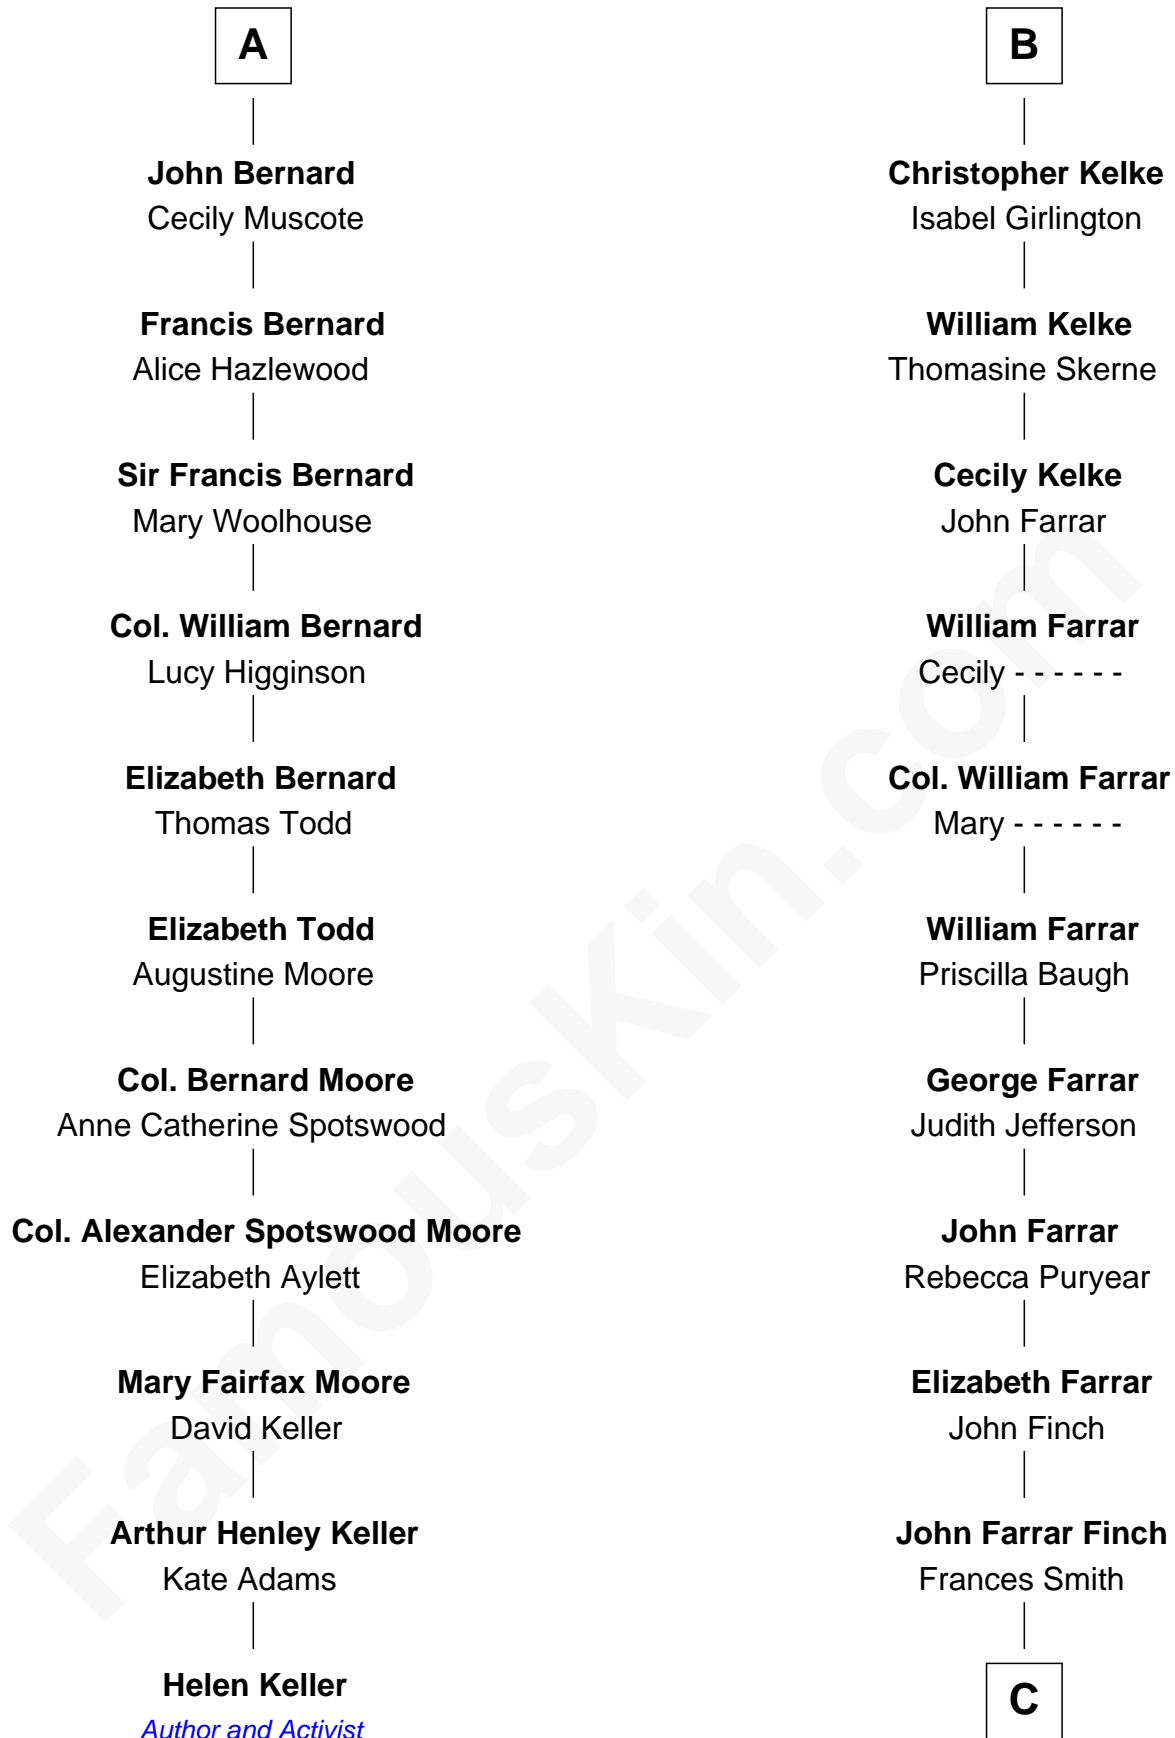 A
John Bernard
Cecily Muscote
Francis Bernard
Alice Hazlewood
Sir Francis Bernard
Mary Woolhouse
Col. William Bernard
Lucy Higginson
Elizabeth Bernard
Thomas Todd
Elizabeth Todd
Augustine Moore
Col. Bernard Moore
Anne Catherine Spotswood
Col. Alexander Spotswood Moore
Elizabeth Aylett
Mary Fairfax Moore
David Keller
Arthur Henley Keller
Kate Adams
Helen Keller
Author and Activist
B
Christopher Kelke
Isabel Girlington
William Kelke
Thomasine Skerne
Cecily Kelke
John Farrar
William Farrar
Cecily - - - - - -
Col. William Farrar
Mary - - - - - -
William Farrar
Priscilla Baugh
George Farrar
Judith Jefferson
John Farrar
Rebecca Puryear
Elizabeth Farrar
John Finch
John Farrar Finch
Frances Smith
C
FamousKin.com